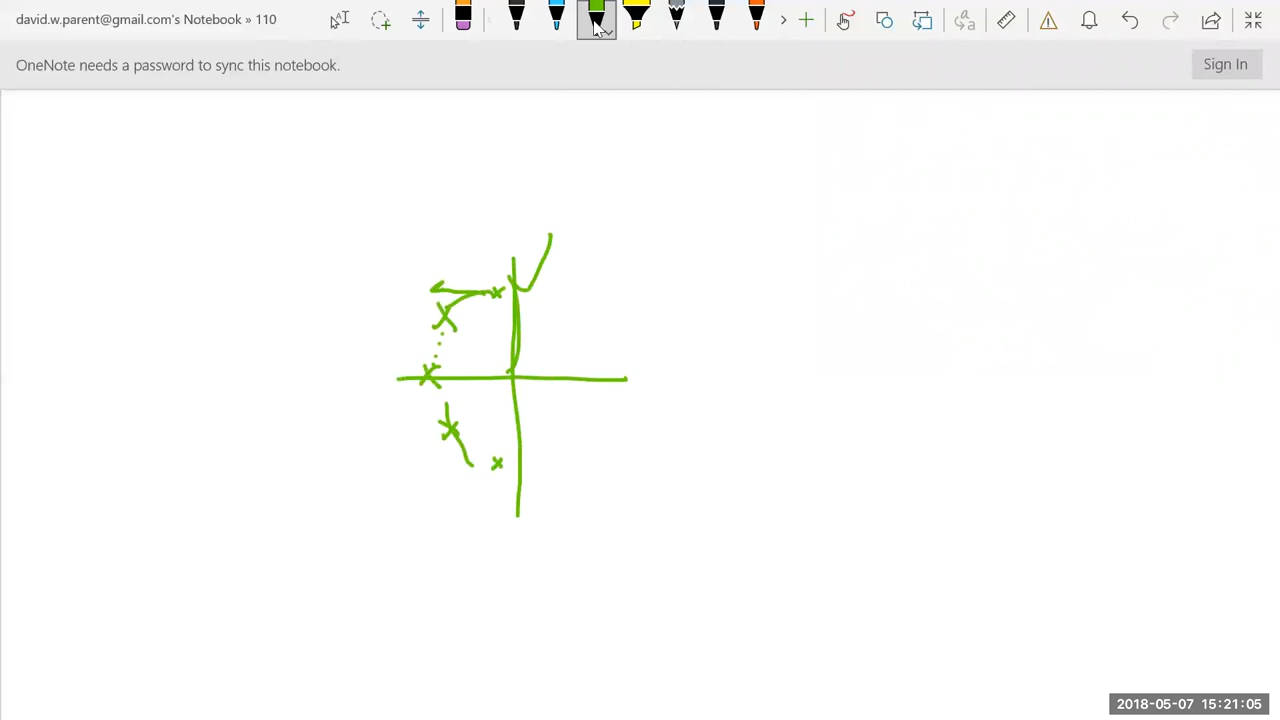 david.w.parent@gmail.com's Notebook » 110
OneNote needs a password to sync this notebook.
Sign In
2018-05-07 15:21:05